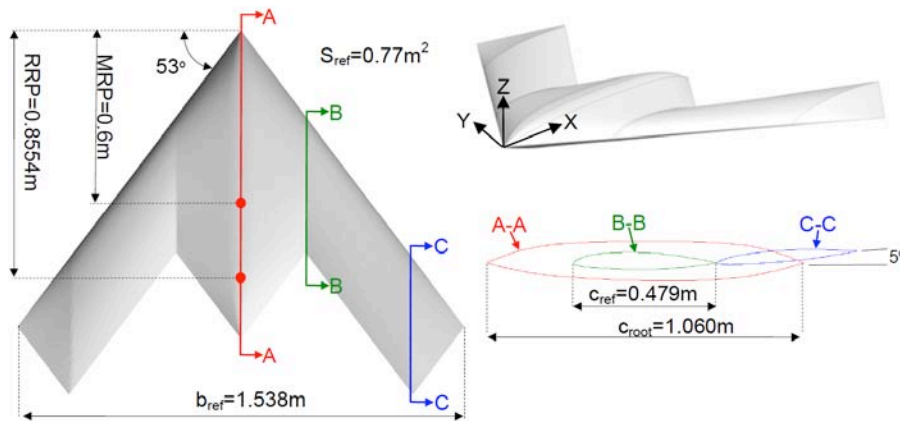 A
S_ref=0.77m²
53°
RRP=0.8554m
MRP=0.6m
B
B
C
C
A
b_ref=1.538m
Z
Y
X
A-A
B-B
C-C
5°
c_ref=0.479m
c_root=1.060m